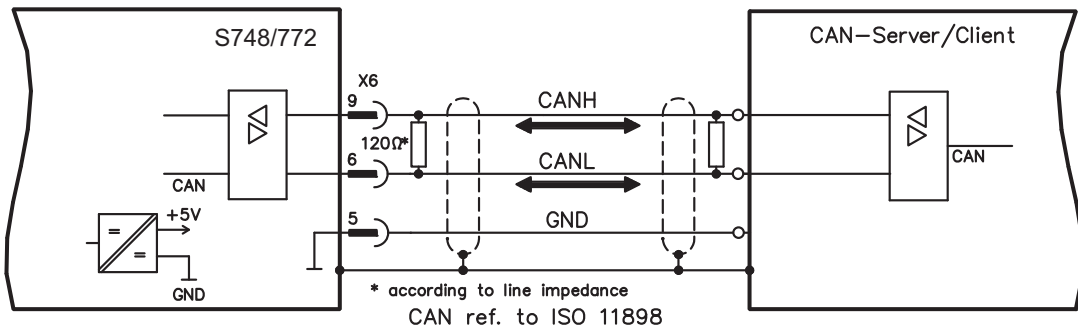 S748/772
CAN-Server/Client
X6
9
CANH
120Ω*
6
CANL
CAN
CAN
5
GND
+5V
=
=
GND
* according to line impedance
CAN ref. to ISO 11898